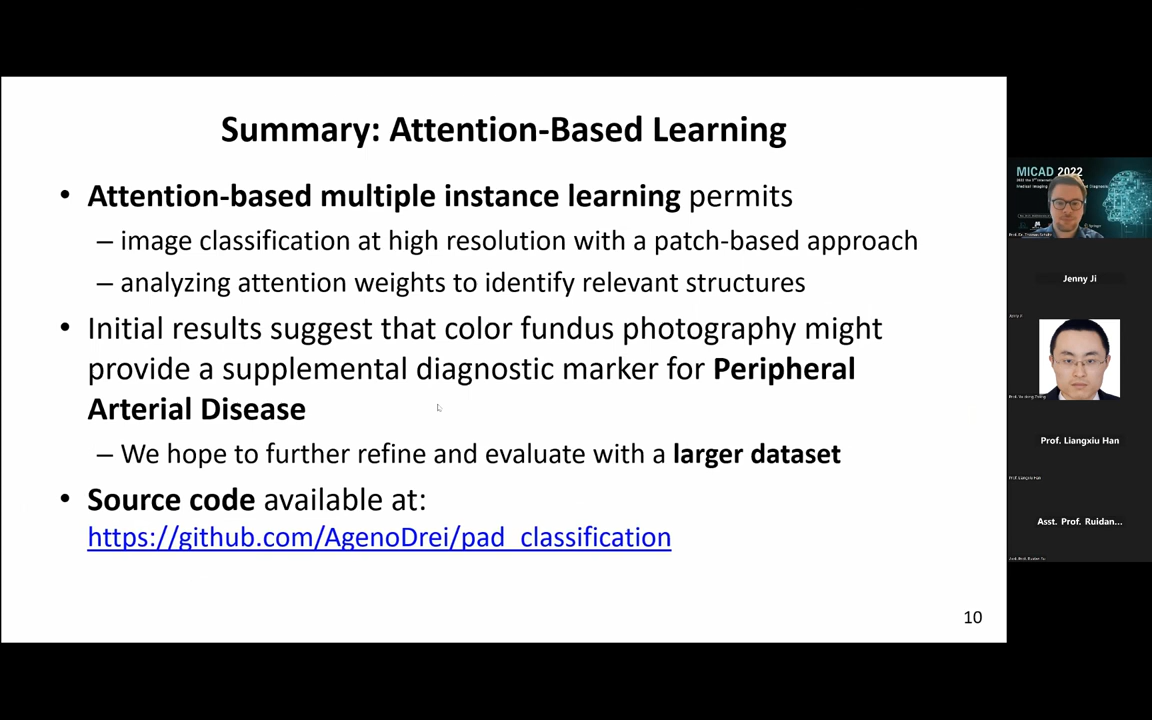 Summary: Attention-Based Learning
• Attention-based multiple instance learning permits
– image classification at high resolution with a patch-based approach
– analyzing attention weights to identify relevant structures
• Initial results suggest that color fundus photography might
provide a supplemental diagnostic marker for Peripheral
Arterial Disease
– We hope to further refine and evaluate with a larger dataset
• Source code available at:
https://github.com/AgenoDrei/pad_classification
10
MICAD 2022
Jenny Ji
Prof. Liangxiu Han
Prof. Liangxiu Han
Asst. Prof. Ruidan...